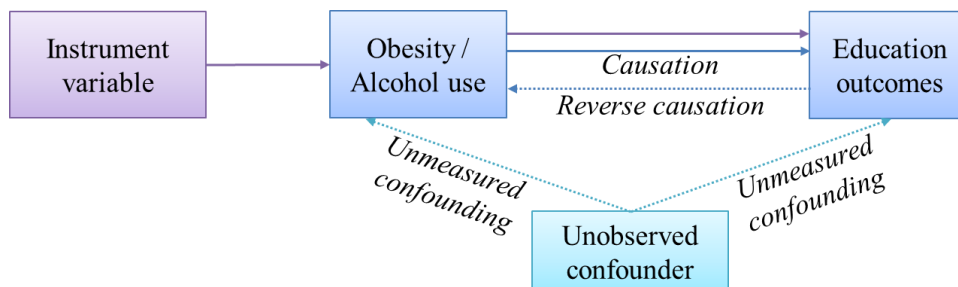 Instrument
variable
Obesity /
Alcohol use
Causation
Reverse causation
Education
outcomes
Unmeasured
confounding
Unmeasured
confounding
Unobserved
confounder